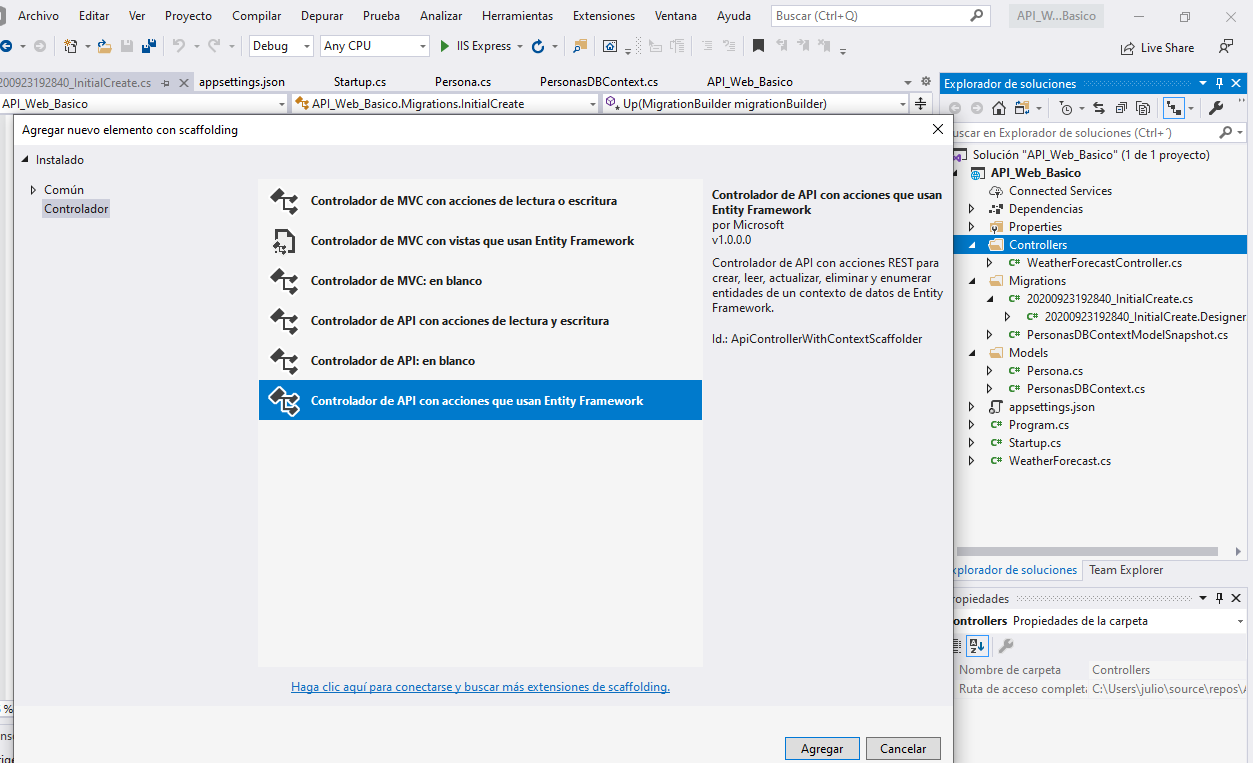 Archivo Editar Ver Proyecto Compilar Depurar Prueba Analizar Herramientas Extensiones Ventana Ayuda Buscar (Ctrl+Q) API_W...Basico
Debug Any CPU IIS Express Live Share
200923192840_InitialCreate.cs appsettings.json Startup.cs Persona.cs PersonasDBContext.cs API_Web_Basico
API_Web_Basico API_Web_Basico.Migrations.InitialCreate Up(MigrationBuilder migrationBuilder)
Agregar nuevo elemento con scaffolding
Instalado
Común
Controlador
Controlador de MVC con acciones de lectura o escritura
Controlador de MVC con vistas que usan Entity Framework
Controlador de MVC: en blanco
Controlador de API con acciones de lectura y escritura
Controlador de API: en blanco
Controlador de API con acciones que usan Entity Framework
Controlador de API con acciones que usan
Entity Framework
por Microsoft
v1.0.0.0
Controlador de API con acciones REST para
crear, leer, actualizar, eliminar y enumerar
entidades de un contexto de datos de Entity
Framework.
Id.: ApiControllerWithContextScaffolder
Haga clic aquí para conectarse y buscar más extensiones de scaffolding.
Agregar Cancelar
Explorador de soluciones
uscar en Explorador de soluciones (Ctrl+´)
Solución "API_Web_Basico" (1 de 1 proyecto)
API_Web_Basico
Connected Services
Dependencias
Properties
Controllers
WeatherForecastController.cs
Migrations
20200923192840_InitialCreate.cs
20200923192840_InitialCreate.Designer
PersonasDBContextModelSnapshot.cs
Models
Persona.cs
PersonasDBContext.cs
appsettings.json
Program.cs
Startup.cs
WeatherForecast.cs
xplorador de soluciones Team Explorer
ropiedades
ontrollers Propiedades de la carpeta
Nombre de carpeta Controllers
Ruta de acceso completa C:\Users\julio\source\repos\A